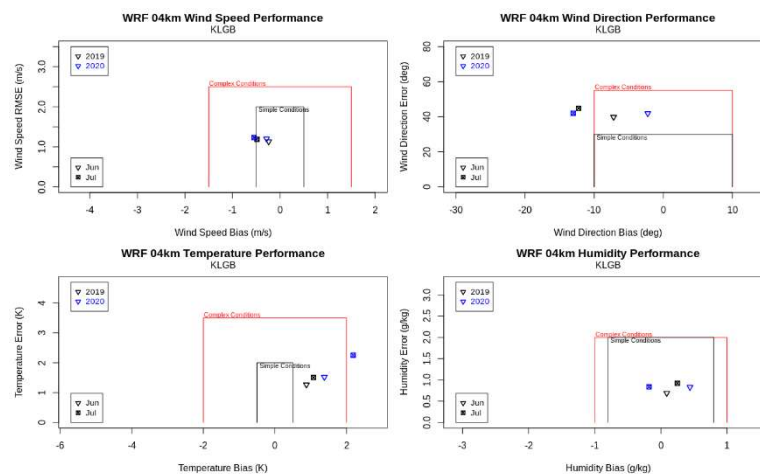 WRF 04km Wind Speed Performance
KLGB
2019
2020
Complex Conditions
Simple Conditions
Jun
Jul
Wind Speed RMSE (m/s)
0.0 1.0 2.0 3.0
-4 -3 -2 -1 0 1 2
Wind Speed Bias (m/s)
WRF 04km Wind Direction Performance
KLGB
2019
2020
Complex Conditions
Simple Conditions
Jun
Jul
Wind Direction Error (deg)
0 20 40 60 80
-30 -20 -10 0 10
Wind Direction Bias (deg)
WRF 04km Temperature Performance
KLGB
2019
2020
Complex Conditions
Simple Conditions
Jun
Jul
Temperature Error (K)
0 1 2 3 4
-6 -4 -2 0 2
Temperature Bias (K)
WRF 04km Humidity Performance
KLGB
2019
2020
Complex Conditions
Simple Conditions
Jun
Jul
Humidity Error (g/kg)
0.0 0.5 1.0 1.5 2.0 2.5 3.0
-3 -2 -1 0 1
Humidity Bias (g/kg)